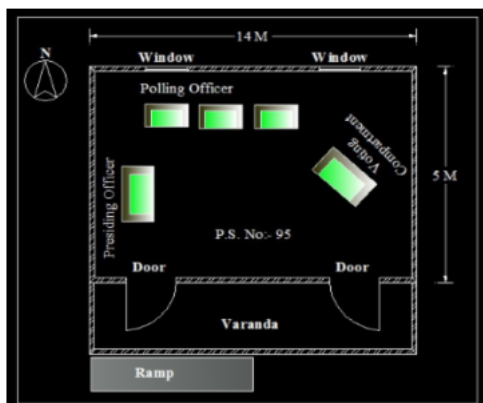 14 M
N
Window
Window
Polling Officer
Voting
Compartment
5 M
Presiding Officer
P.S. No:- 95
Door
Door
Varanda
Ramp